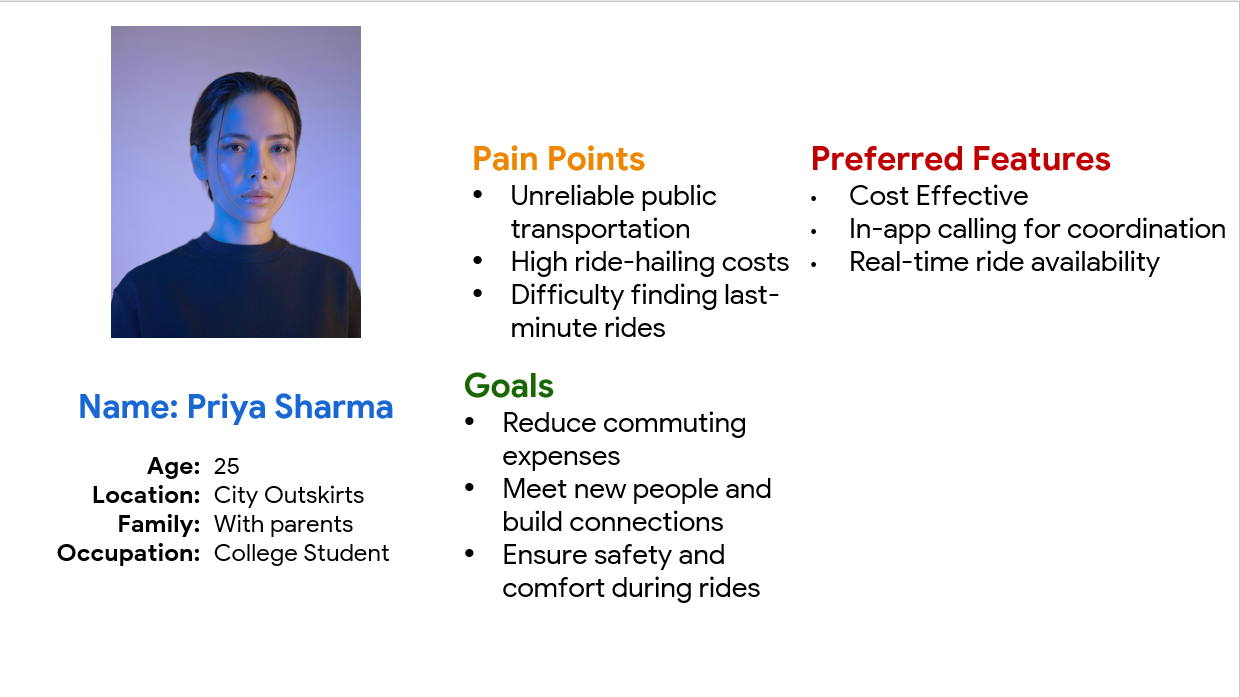 Name: Priya Sharma
Age: 25
Location: City Outskirts
Family: With parents
Occupation: College Student
Pain Points
• Unreliable public
transportation
• High ride-hailing costs
• Difficulty finding last-
minute rides
Goals
• Reduce commuting
expenses
• Meet new people and
build connections
• Ensure safety and
comfort during rides
Preferred Features
• Cost Effective
• In-app calling for coordination
• Real-time ride availability